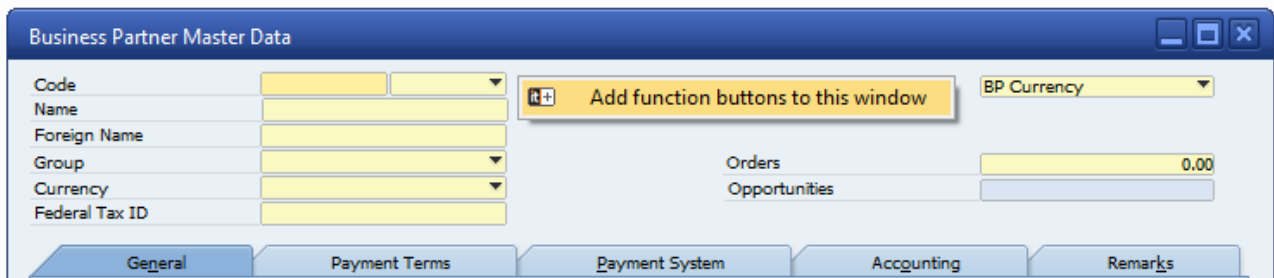 Business Partner Master Data
Code
it+ Add function buttons to this window
BP Currency
Name
Foreign Name
Group
Orders 0.00
Currency
Opportunities
Federal Tax ID
General Payment Terms Payment System Accounting Remarks